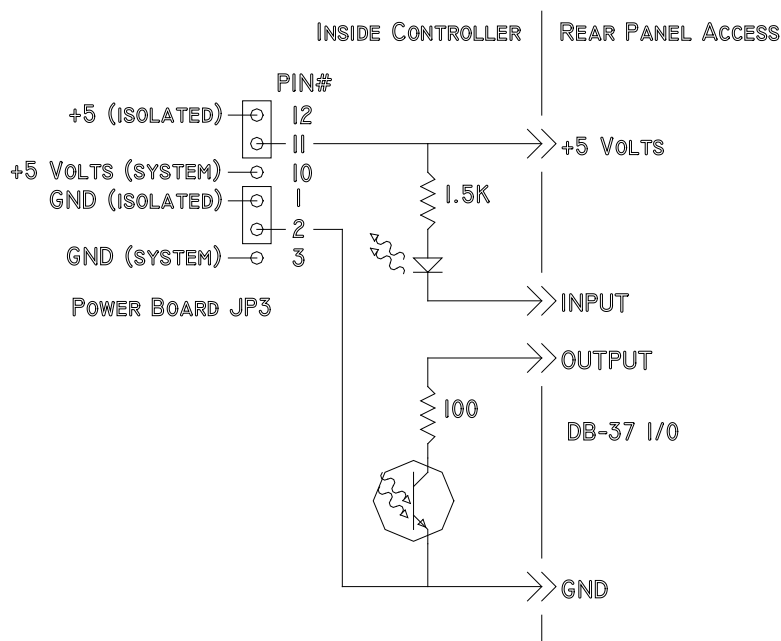 INSIDE CONTROLLER
REAR PANEL ACCESS
PIN#
+5 (ISOLATED) 12
11
+5 VOLTS
+5 VOLTS (SYSTEM) 10
GND (ISOLATED) 1
1.5K
2
GND (SYSTEM) 3
POWER BOARD JP3
INPUT
OUTPUT
100
DB-37 I/O
GND